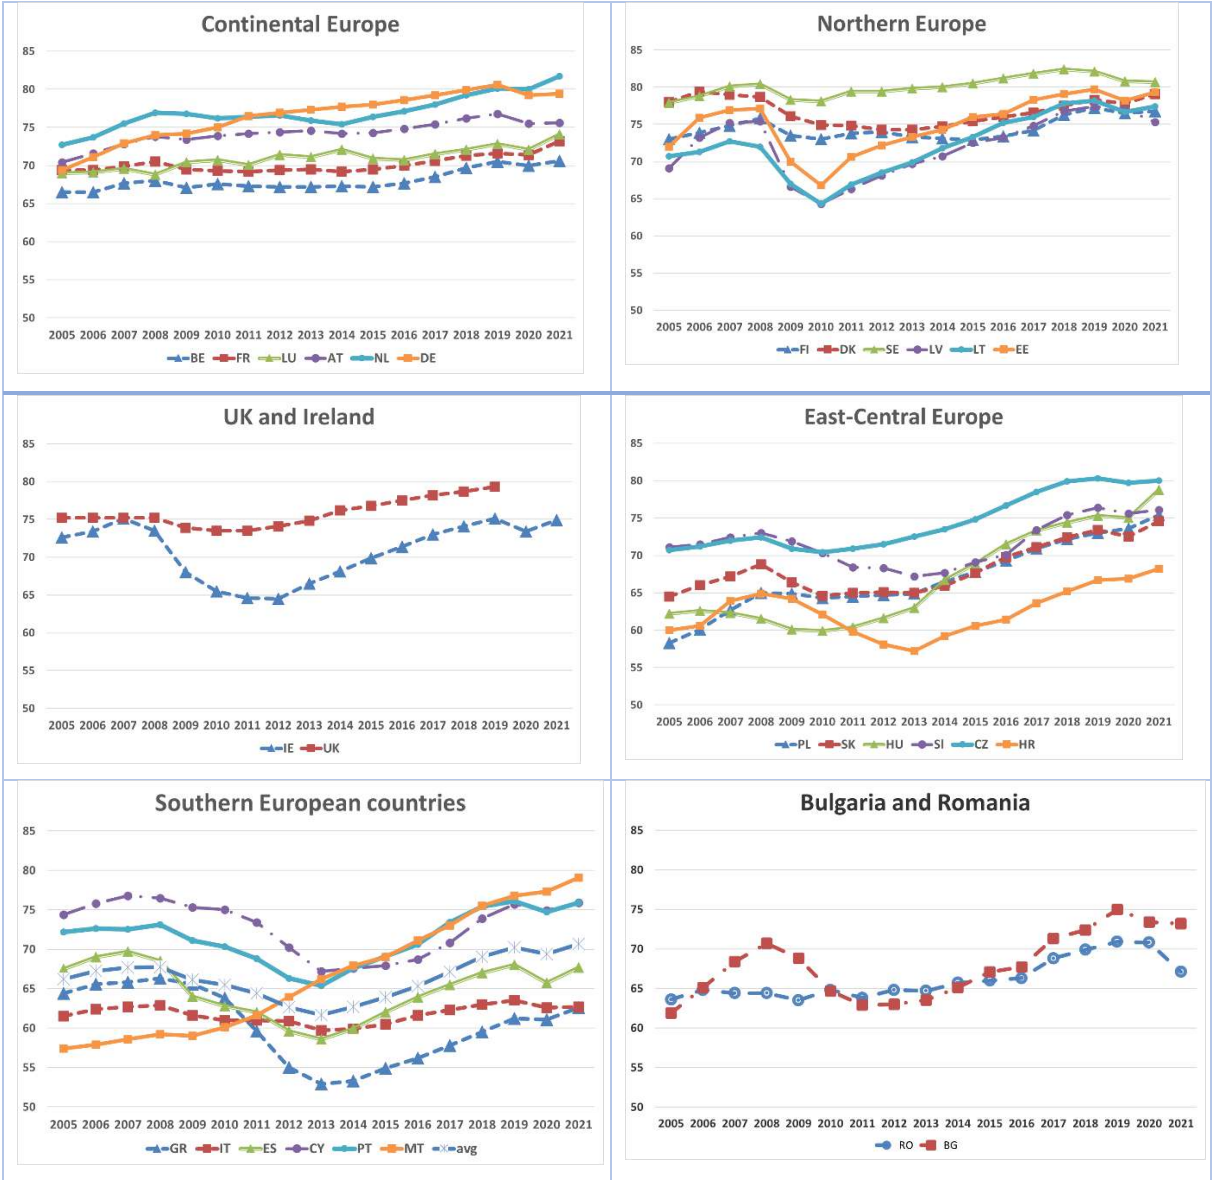 Continental Europe
85
80
75
70
65
60
55
50
2005 2006 2007 2008 2009 2010 2011 2012 2013 2014 2015 2016 2017 2018 2019 2020 2021
BE FR LU AT NL DE
Northern Europe
85
80
75
70
65
60
55
50
2005 2006 2007 2008 2009 2010 2011 2012 2013 2014 2015 2016 2017 2018 2019 2020 2021
FI DK SE LV LT EE
UK and Ireland
85
80
75
70
65
60
55
50
2005 2006 2007 2008 2009 2010 2011 2012 2013 2014 2015 2016 2017 2018 2019 2020 2021
IE UK
East-Central Europe
85
80
75
70
65
60
55
50
2005 2006 2007 2008 2009 2010 2011 2012 2013 2014 2015 2016 2017 2018 2019 2020 2021
PL SK HU SI CZ HR
Southern European countries
85
80
75
70
65
60
55
50
2005 2006 2007 2008 2009 2010 2011 2012 2013 2014 2015 2016 2017 2018 2019 2020 2021
GR IT ES CY PT MT avg
Bulgaria and Romania
85
80
75
70
65
60
55
50
2005 2006 2007 2008 2009 2010 2011 2012 2013 2014 2015 2016 2017 2018 2019 2020 2021
RO BG